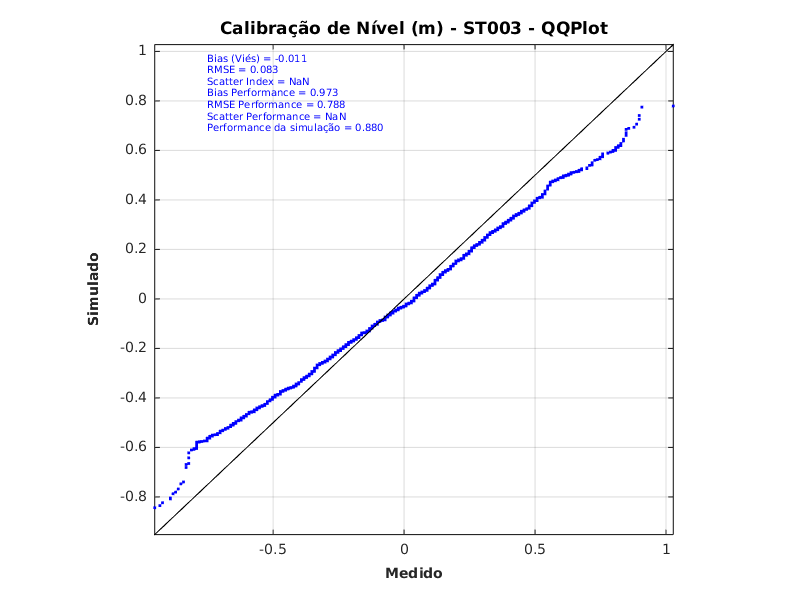 Calibração de Nível (m) - ST003 - QQPlot
Bias (Viés) = -0.011
RMSE = 0.083
Scatter Index = NaN
Bias Performance = 0.973
RMSE Performance = 0.788
Scatter Performance = NaN
Performance da simulação = 0.880
1
0.8
0.6
0.4
0.2
0
-0.2
-0.4
-0.6
-0.8
Simulado
-0.5
0
0.5
1
Medido